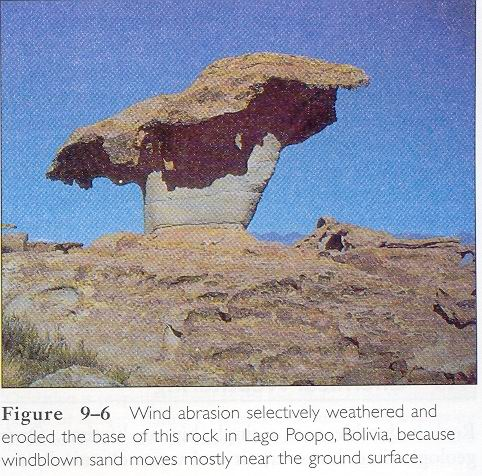 Figure 9–6 Wind abrasion selectively weathered and
eroded the base of this rock in Lago Poopo, Bolivia, because
windblown sand moves mostly near the ground surface.